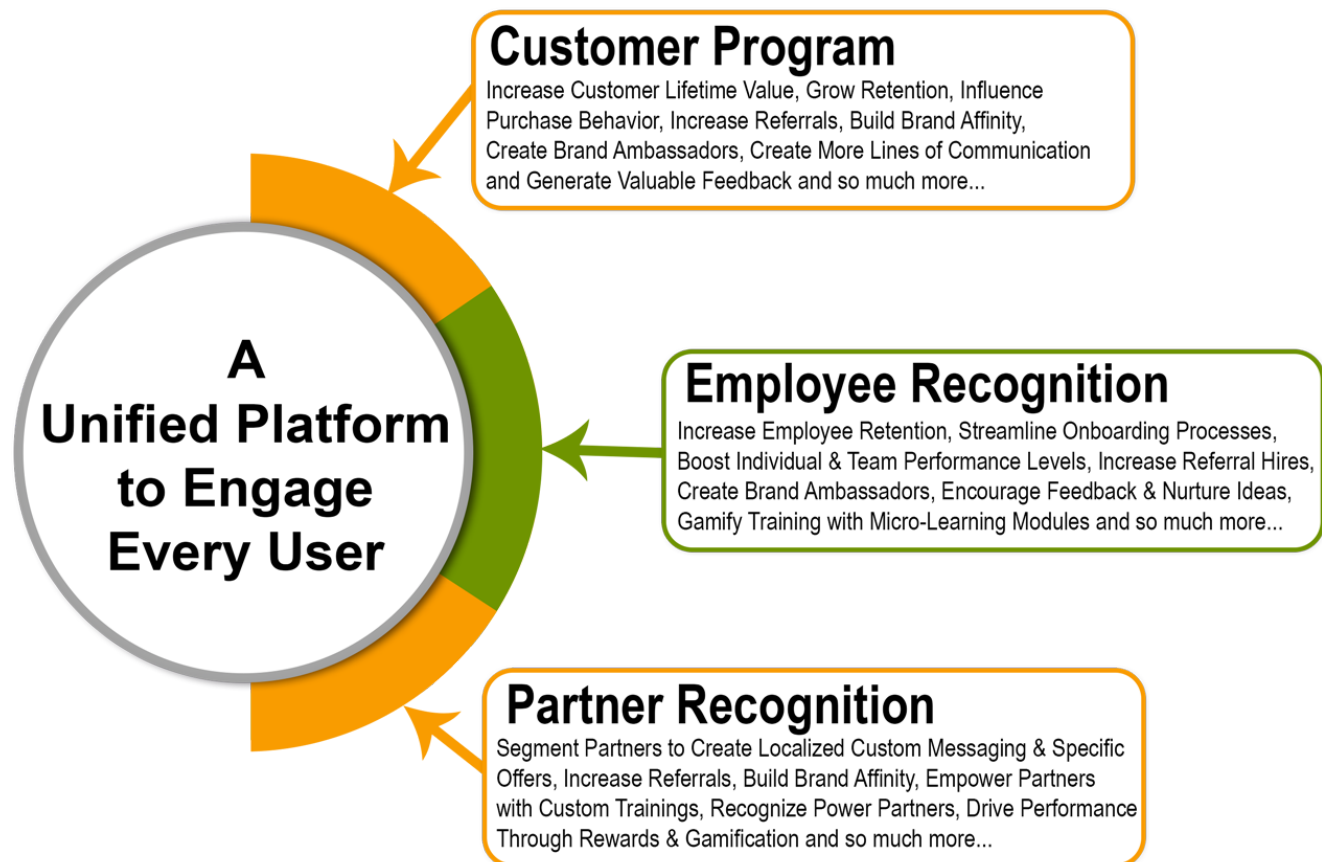 Customer Program
Increase Customer Lifetime Value, Grow Retention, Influence
Purchase Behavior, Increase Referrals, Build Brand Affinity,
Create Brand Ambassadors, Create More Lines of Communication
and Generate Valuable Feedback and so much more...
A
Unified Platform
to Engage
Every User
Employee Recognition
Increase Employee Retention, Streamline Onboarding Processes,
Boost Individual & Team Performance Levels, Increase Referral Hires,
Create Brand Ambassadors, Encourage Feedback & Nurture Ideas,
Gamify Training with Micro-Learning Modules and so much more...
Partner Recognition
Segment Partners to Create Localized Custom Messaging & Specific
Offers, Increase Referrals, Build Brand Affinity, Empower Partners
with Custom Trainings, Recognize Power Partners, Drive Performance
Through Rewards & Gamification and so much more...